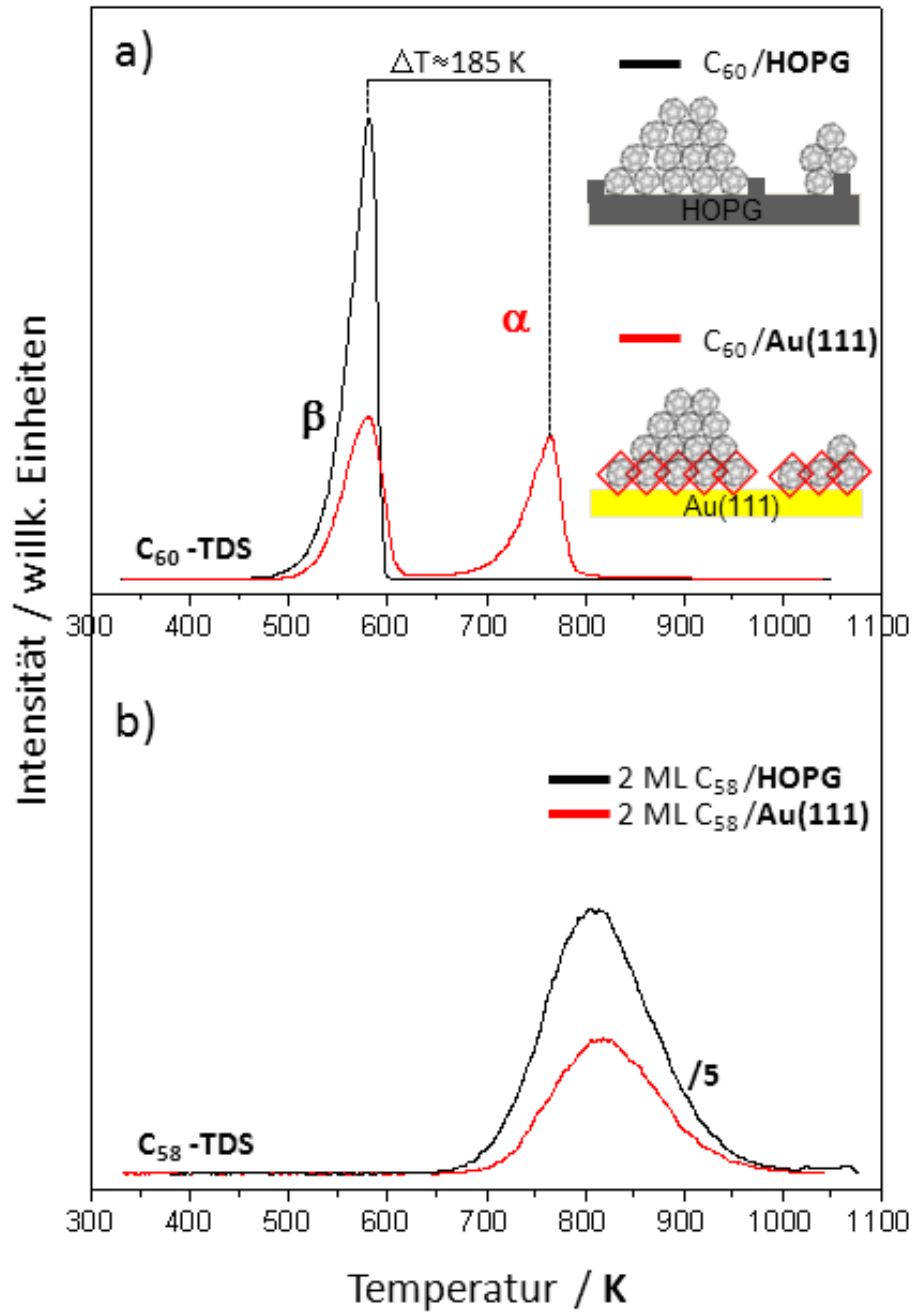 a)
△T≈185 K
C₆₀ /HOPG
HOPG
α
C₆₀ /Au(111)
β
Au(111)
C₆₀ -TDS
300 400 500 600 700 800 900 1000 1100
b)
2 ML C₅₈ /HOPG
2 ML C₅₈ /Au(111)
/5
C₅₈ -TDS
300 400 500 600 700 800 900 1000 1100
Temperatur / K
Intensität / willk. Einheiten